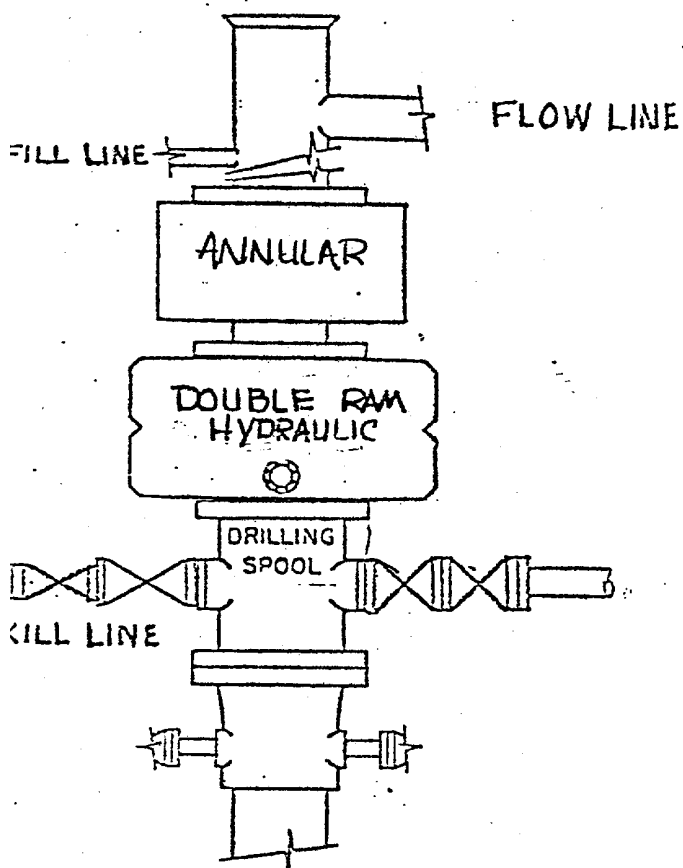 FLOW LINE
FILL LINE
ANNULAR
DOUBLE RAM
HYDRAULIC
DRILLING
SPOOL
KILL LINE